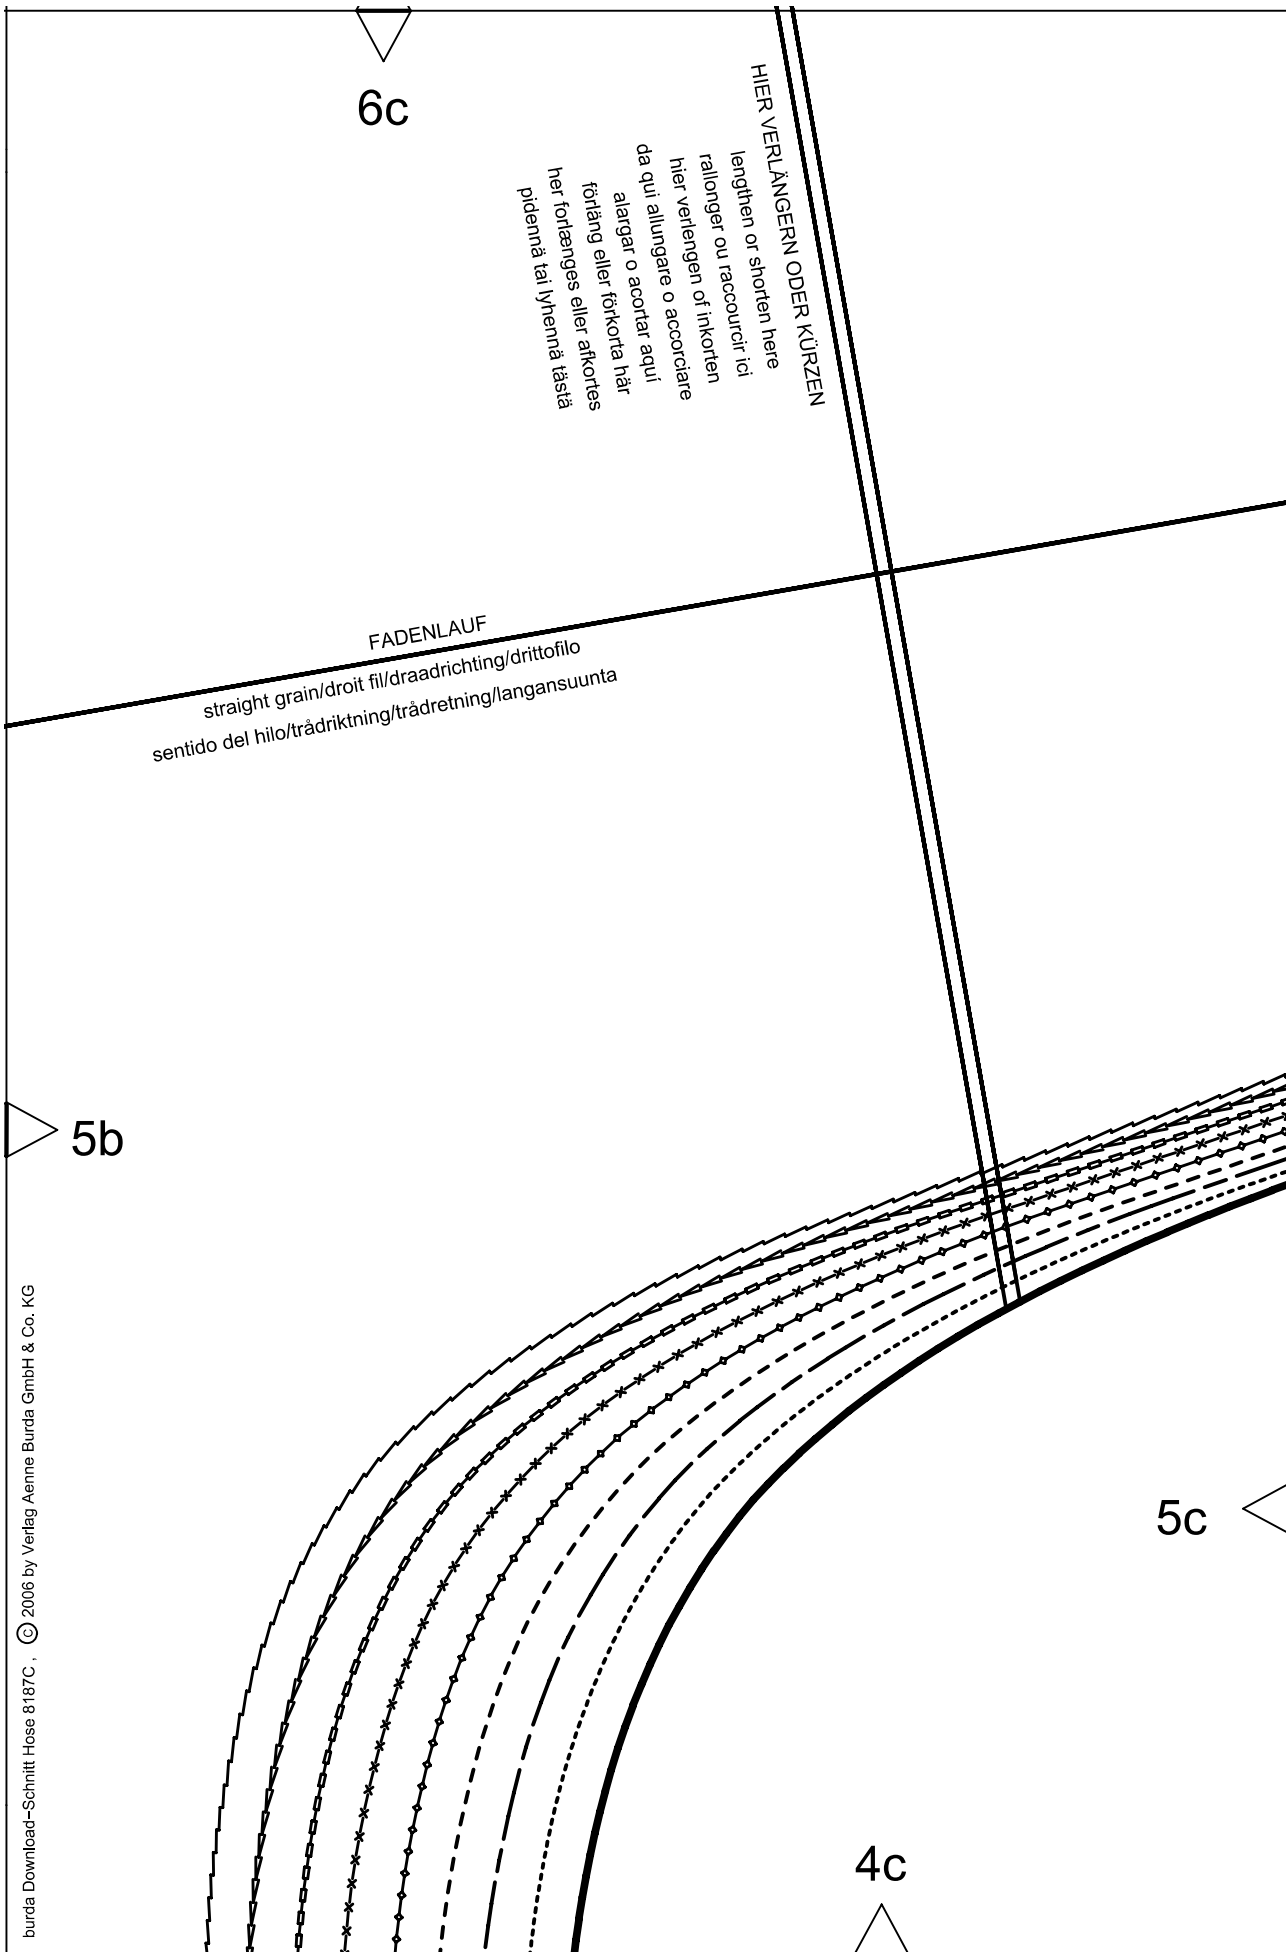 6c
HIER VERLÄNGERN ODER KÜRZEN
lengthen or shorten here
rallonger ou raccourcir ici
hier verlengen of inkorten
da qui allungare o accorciare
alargar o acortar aquí
förläng eller förkorta här
her forlænges eller afkortes
pidennä tai lyhennä tästä
FADENLAUF
straight grain/droit fil/draadrichting/drittofilo
sentido del hilo/trådriktning/trådretning/langansuunta
5b
5c
4c
burda Download–Schnitt Hose 8187C , © 2006 by Verlag Aenne Burda GmbH & Co. KG